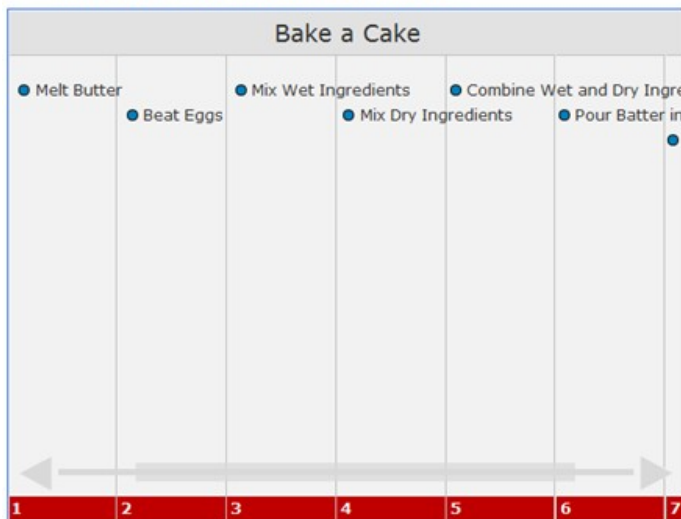 Bake a Cake
Melt Butter
Mix Wet Ingredients
Combine Wet and Dry Ingre
Beat Eggs
Mix Dry Ingredients
Pour Batter in
1 2 3 4 5 6 7